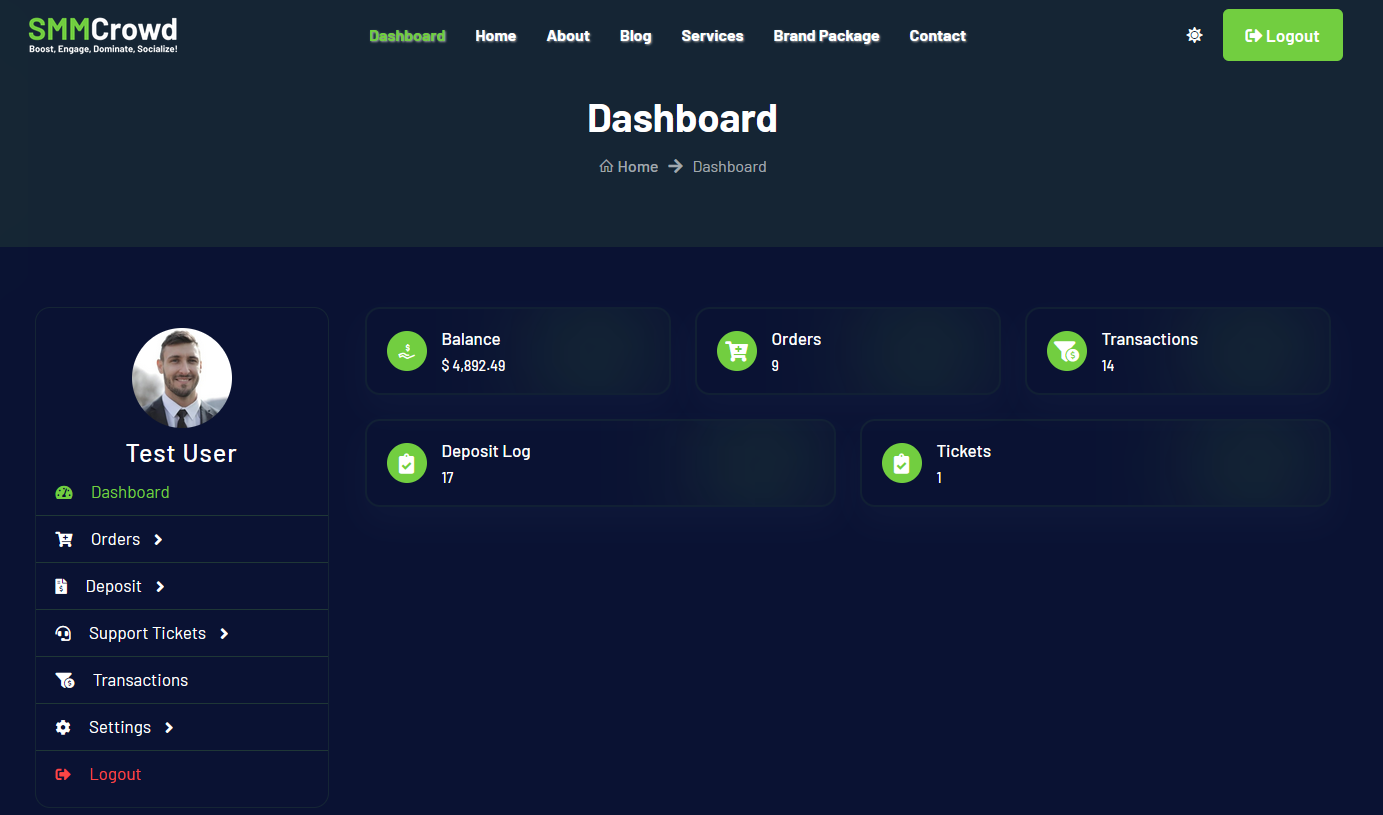 SMMCrowd
Boost, Engage, Dominate, Socialize!
Dashboard Home About Blog Services Brand Package Contact
Logout
Dashboard
Home Dashboard
Test User
Dashboard
Orders
Deposit
Support Tickets
Transactions
Settings
Logout
Balance
$ 4,892.49
Orders
9
Transactions
14
Deposit Log
17
Tickets
1